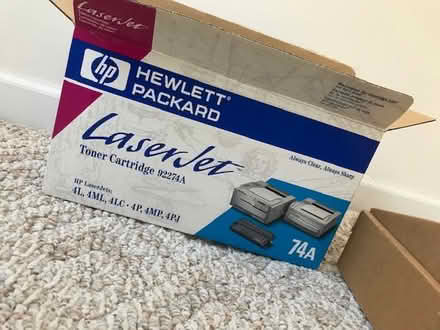 LaserJet
hp
HEWLETT®
PACKARD
LaserJet
Toner Cartridge 92274A
Always Clear, Always Sharp
HP LaserJets:
4L, 4ML, 4LC • 4P, 4MP, 4PJ
74A